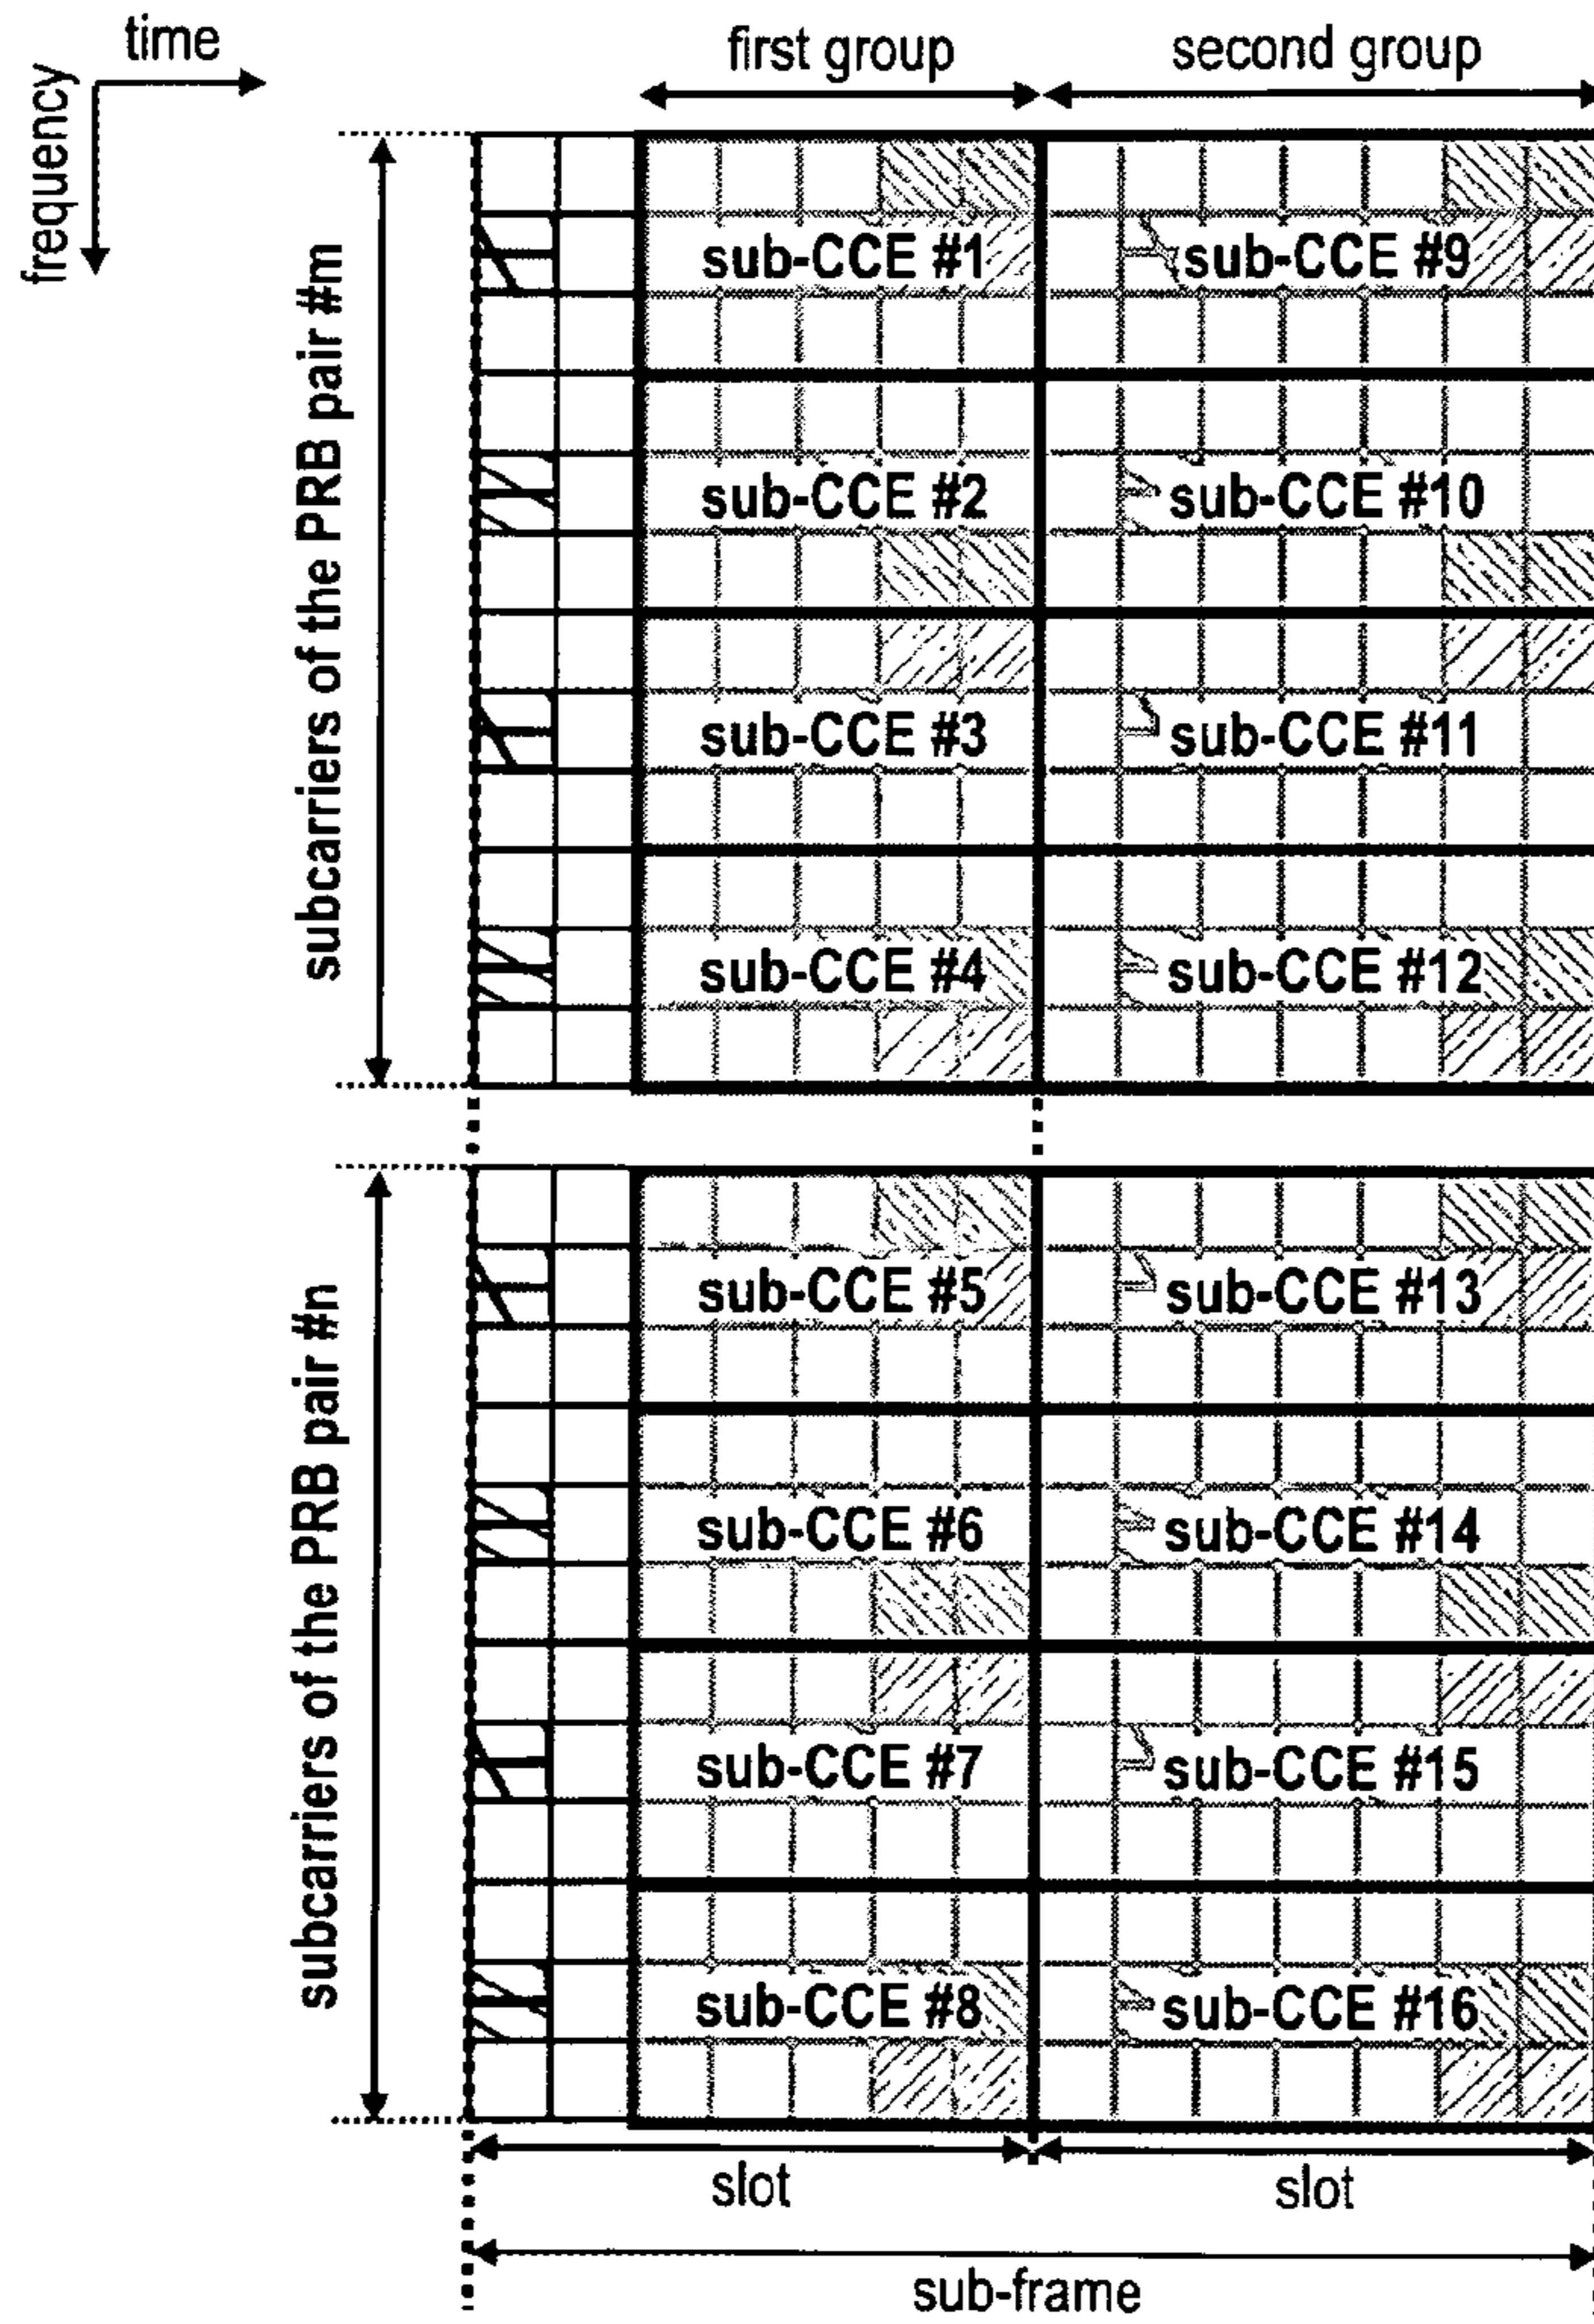 time
first group
second group
frequency
subcarriers of the PRB pair #m
sub-CCE #1
sub-CCE #9
sub-CCE #2
sub-CCE #10
sub-CCE #3
sub-CCE #11
sub-CCE #4
sub-CCE #12
subcarriers of the PRB pair #n
sub-CCE #5
sub-CCE #13
sub-CCE #6
sub-CCE #14
sub-CCE #7
sub-CCE #15
sub-CCE #8
sub-CCE #16
slot
slot
sub-frame